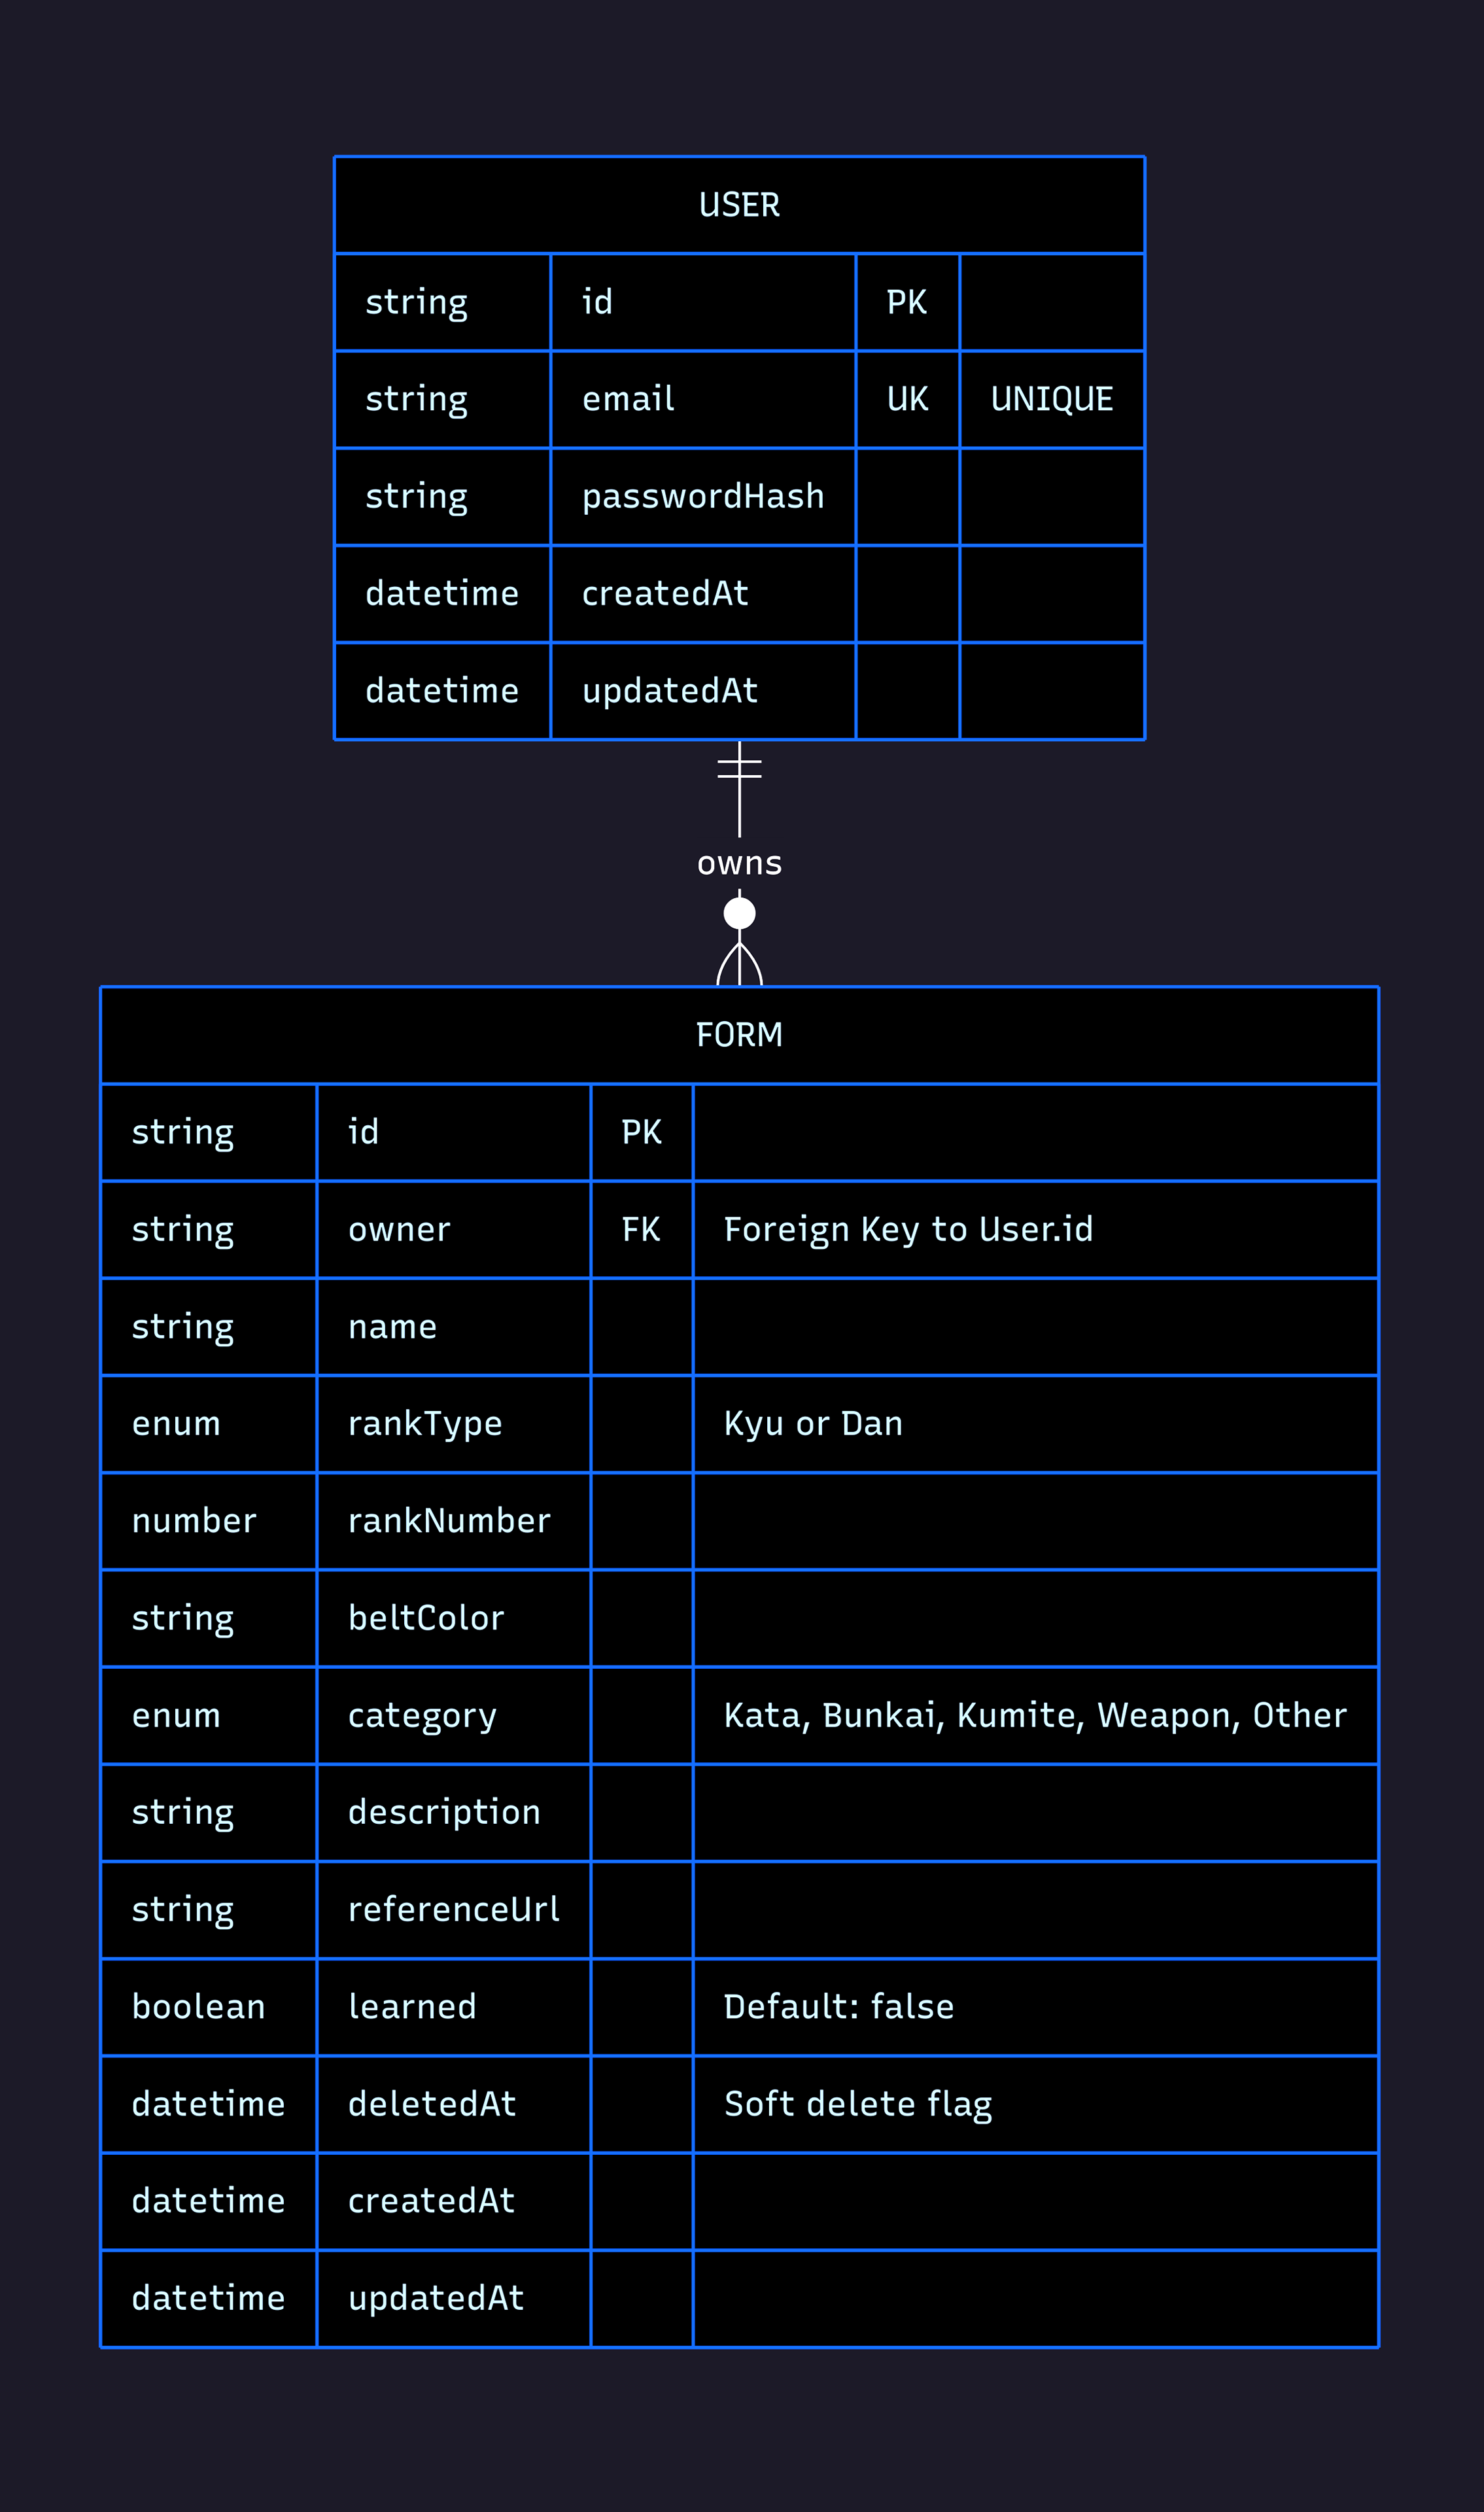 USER
string id PK
string email UK UNIQUE
string passwordHash
datetime createdAt
datetime updatedAt
owns
FORM
string id PK
string owner FK Foreign Key to User.id
string name
enum rankType Kyu or Dan
number rankNumber
string beltColor
enum category Kata, Bunkai, Kumite, Weapon, Other
string description
string referenceUrl
boolean learned Default: false
datetime deletedAt Soft delete flag
datetime createdAt
datetime updatedAt